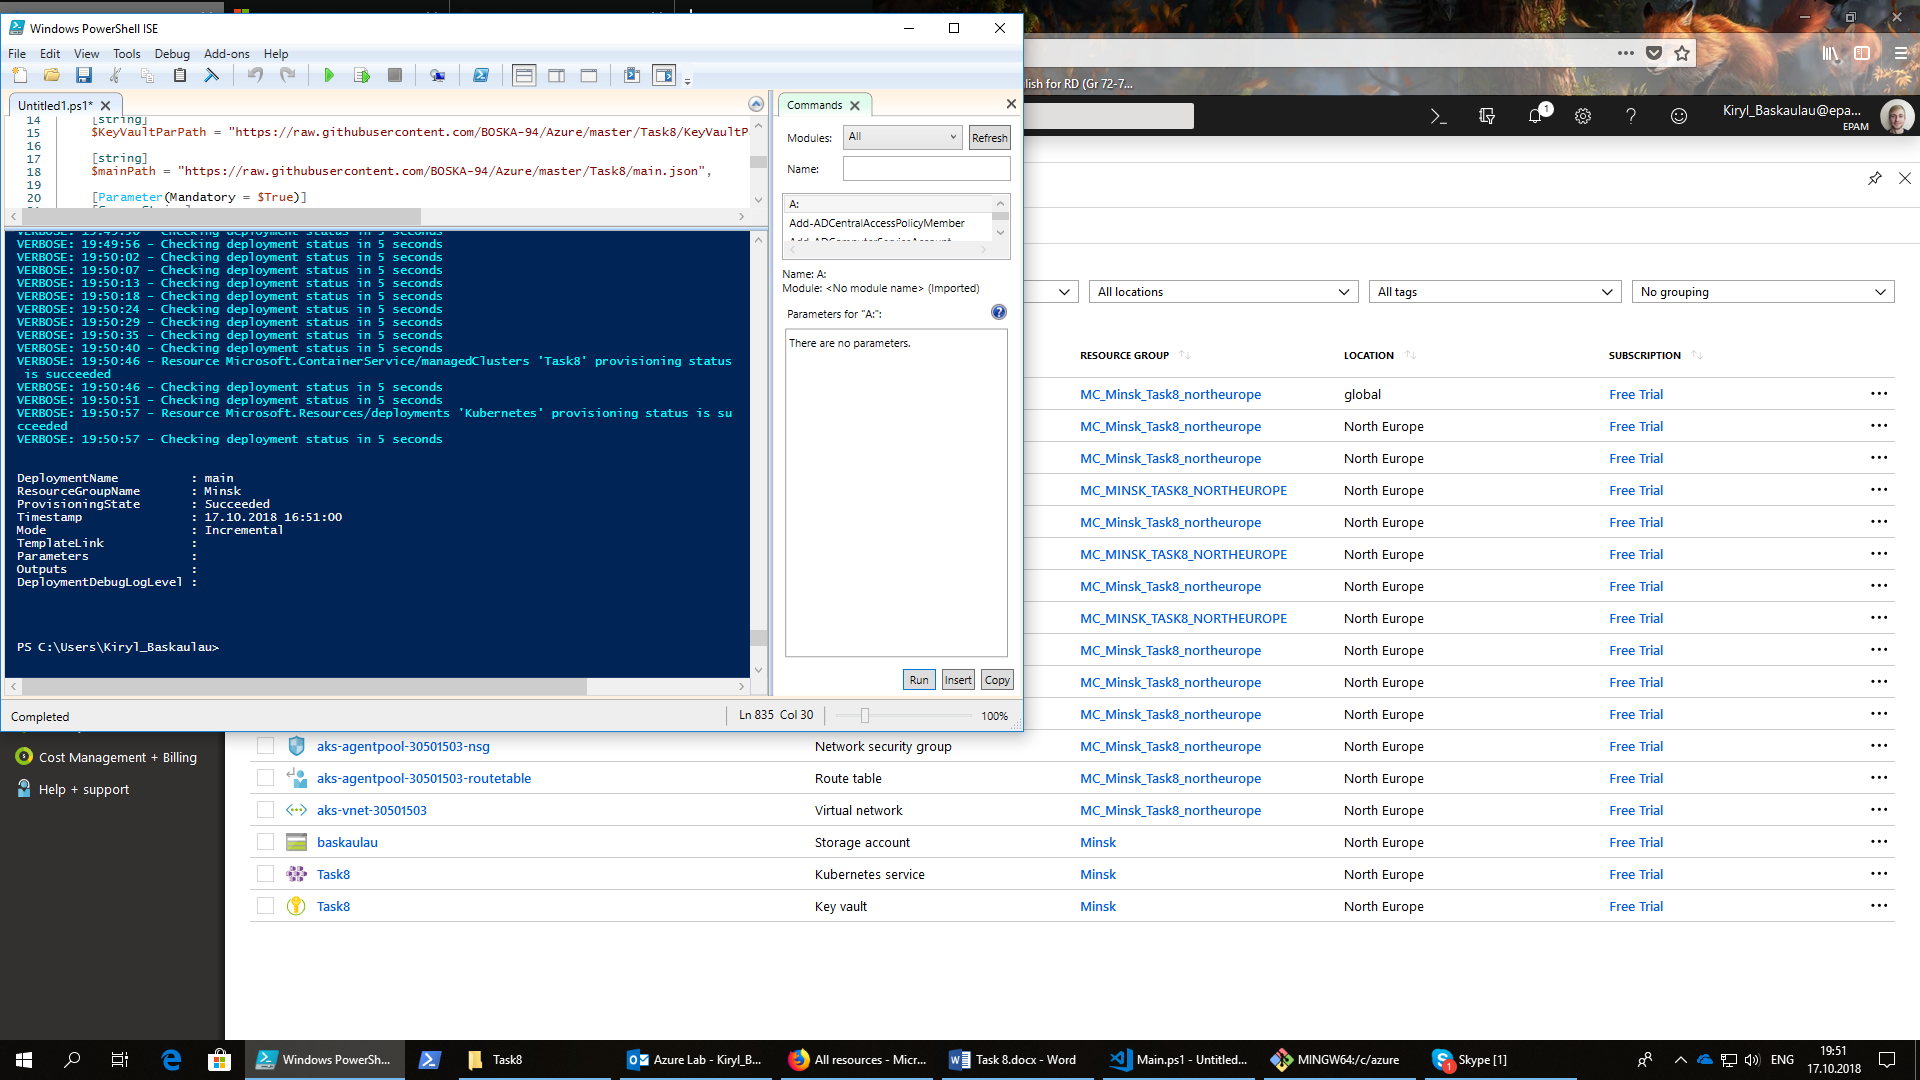 Windows PowerShell ISE
File Edit View Tools Debug Add-ons Help
Untitled1.ps1*
14 [string]
15 $KeyVaultParPath = "https://raw.githubusercontent.com/BOSKA-94/Azure/master/Task8/KeyVaultP
16
17 [string]
18 $mainPath = "https://raw.githubusercontent.com/BOSKA-94/Azure/master/Task8/main.json",
19
20 [Parameter(Mandatory = $True)]
VERBOSE: 19:49:56 - Checking deployment status in 5 seconds
VERBOSE: 19:50:02 - Checking deployment status in 5 seconds
VERBOSE: 19:50:07 - Checking deployment status in 5 seconds
VERBOSE: 19:50:13 - Checking deployment status in 5 seconds
VERBOSE: 19:50:18 - Checking deployment status in 5 seconds
VERBOSE: 19:50:24 - Checking deployment status in 5 seconds
VERBOSE: 19:50:29 - Checking deployment status in 5 seconds
VERBOSE: 19:50:35 - Checking deployment status in 5 seconds
VERBOSE: 19:50:40 - Checking deployment status in 5 seconds
VERBOSE: 19:50:46 - Resource Microsoft.ContainerService/managedClusters 'Task8' provisioning status
is succeeded
VERBOSE: 19:50:46 - Checking deployment status in 5 seconds
VERBOSE: 19:50:51 - Checking deployment status in 5 seconds
VERBOSE: 19:50:57 - Resource Microsoft.Resources/deployments 'Kubernetes' provisioning status is su
cceeded
VERBOSE: 19:50:57 - Checking deployment status in 5 seconds
DeploymentName : main
ResourceGroupName : Minsk
ProvisioningState : Succeeded
Timestamp : 17.10.2018 16:51:00
Mode : Incremental
TemplateLink :
Parameters :
Outputs :
DeploymentDebugLogLevel :
PS C:\Users\Kiryl_Baskaulau>
Completed
Ln 835 Col 30
100%
Commands
Modules: All Refresh
Name:
A:
Add-ADCentralAccessPolicyMember
Add-ADComputerServiceAccount
Name: A:
Module: <No module name> (Imported)
Parameters for "A:":
There are no parameters.
Run Insert Copy
lish for RD (Gr 72-7...
1
Kiryl_Baskaulau@epa...
EPAM
All locations
All tags
No grouping
RESOURCE GROUP LOCATION SUBSCRIPTION
MC_Minsk_Task8_northeurope global Free Trial
MC_Minsk_Task8_northeurope North Europe Free Trial
MC_Minsk_Task8_northeurope North Europe Free Trial
MC_MINSK_TASK8_NORTHEUROPE North Europe Free Trial
MC_Minsk_Task8_northeurope North Europe Free Trial
MC_MINSK_TASK8_NORTHEUROPE North Europe Free Trial
MC_Minsk_Task8_northeurope North Europe Free Trial
MC_MINSK_TASK8_NORTHEUROPE North Europe Free Trial
MC_Minsk_Task8_northeurope North Europe Free Trial
MC_Minsk_Task8_northeurope North Europe Free Trial
MC_Minsk_Task8_northeurope North Europe Free Trial
aks-agentpool-30501503-nsg Network security group MC_Minsk_Task8_northeurope North Europe Free Trial
aks-agentpool-30501503-routetable Route table MC_Minsk_Task8_northeurope North Europe Free Trial
aks-vnet-30501503 Virtual network MC_Minsk_Task8_northeurope North Europe Free Trial
baskaulau Storage account Minsk North Europe Free Trial
Task8 Kubernetes service Minsk North Europe Free Trial
Task8 Key vault Minsk North Europe Free Trial
Cost Management + Billing
Help + support
Windows PowerSh...
Task8
Azure Lab - Kiryl_B...
All resources - Micr...
Task 8.docx - Word
Main.ps1 - Untitled...
MINGW64:/c/azure
Skype [1]
1
ENG
19:51
17.10.2018